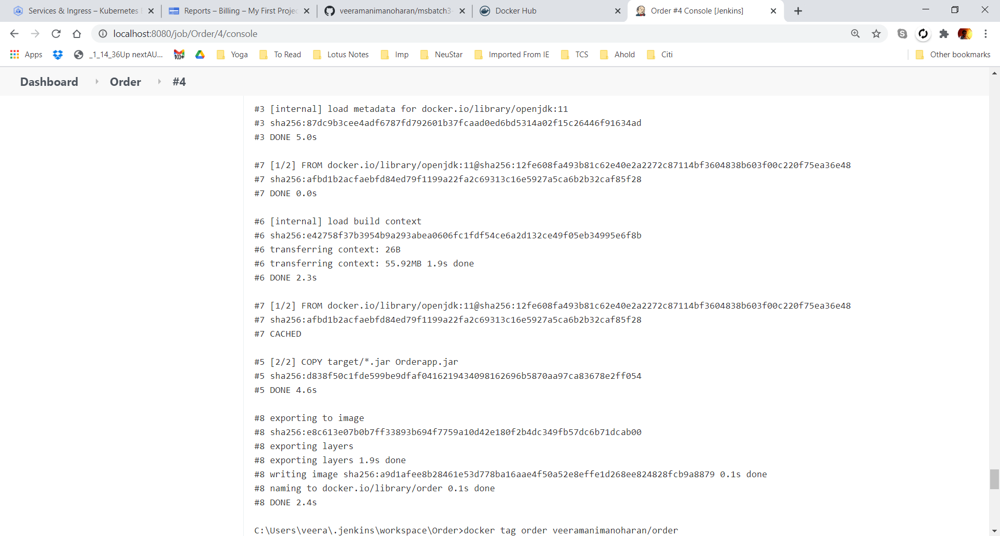 Services & Ingress – Kubernetes
Reports – Billing – My First Projec
veeramanimanoharan/msbatch3-
Docker Hub
Order #4 Console [Jenkins]
localhost:8080/job/Order/4/console
Apps
_1_14_36Up nextAU...
100+
Yoga
To Read
Lotus Notes
Imp
NeuStar
Imported From IE
TCS
Ahold
Citi
Other bookmarks
Dashboard
Order
#4
#3 [internal] load metadata for docker.io/library/openjdk:11
#3 sha256:87dc9b3cee4adf6787fd792601b37fcaad0ed6bd5314a02f15c26446f91634ad
#3 DONE 5.0s
#7 [1/2] FROM docker.io/library/openjdk:11@sha256:12fe608fa493b81c62e40e2a2272c87114bf3604838b603f00c220f75ea36e48
#7 sha256:afbd1b2acfaebfd84ed79f1199a22fa2c69313c16e5927a5ca6b2b32caf85f28
#7 DONE 0.0s
#6 [internal] load build context
#6 sha256:e42758f37b3954b9a293abea0606fc1fdf54ce6a2d132ce49f05eb34995e6f8b
#6 transferring context: 26B
#6 transferring context: 55.92MB 1.9s done
#6 DONE 2.3s
#7 [1/2] FROM docker.io/library/openjdk:11@sha256:12fe608fa493b81c62e40e2a2272c87114bf3604838b603f00c220f75ea36e48
#7 sha256:afbd1b2acfaebfd84ed79f1199a22fa2c69313c16e5927a5ca6b2b32caf85f28
#7 CACHED
#5 [2/2] COPY target/*.jar Orderapp.jar
#5 sha256:d838f50c1fde599be9dfaf0416219434098162696b5870aa97ca83678e2ff054
#5 DONE 4.6s
#8 exporting to image
#8 sha256:e8c613e07b0b7ff33893b694f7759a10d42e180f2b4dc349fb57dc6b71dcab00
#8 exporting layers
#8 exporting layers 1.9s done
#8 writing image sha256:a9d1afee8b28461e53d778ba16aae4f50a52e8effe1d268ee824828fcb9a8879 0.1s done
#8 naming to docker.io/library/order 0.1s done
#8 DONE 2.4s
C:\Users\veera\.jenkins\workspace\Order>docker tag order veeramanimanoharan/order